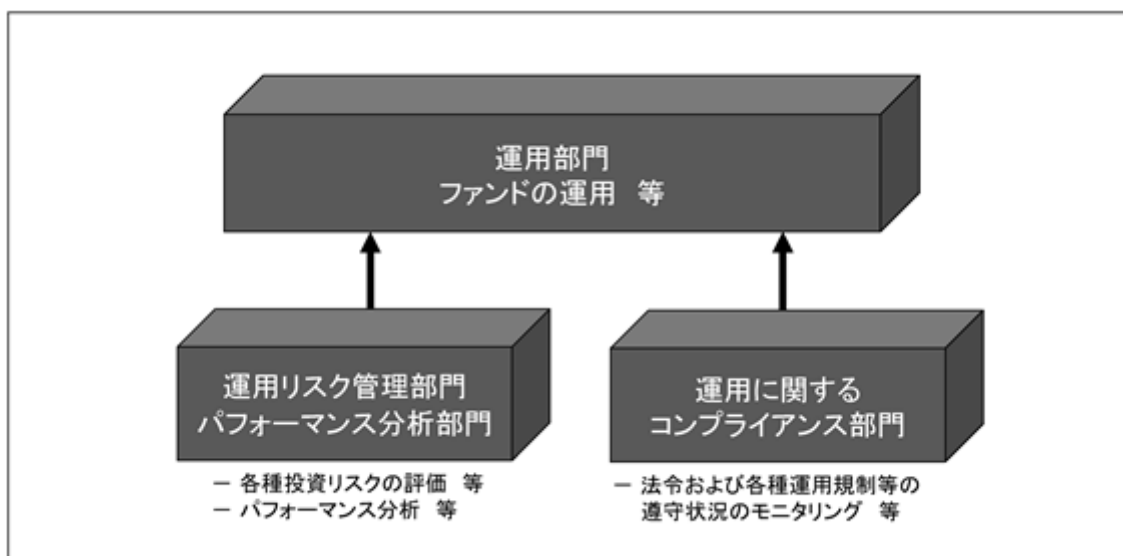 運用部門
ファンドの運用 等
運用リスク管理部門
パフォーマンス分析部門
－ 各種投資リスクの評価 等
－ パフォーマンス分析 等
運用に関する
コンプライアンス部門
－ 法令および各種運用規制等の
遵守状況のモニタリング 等